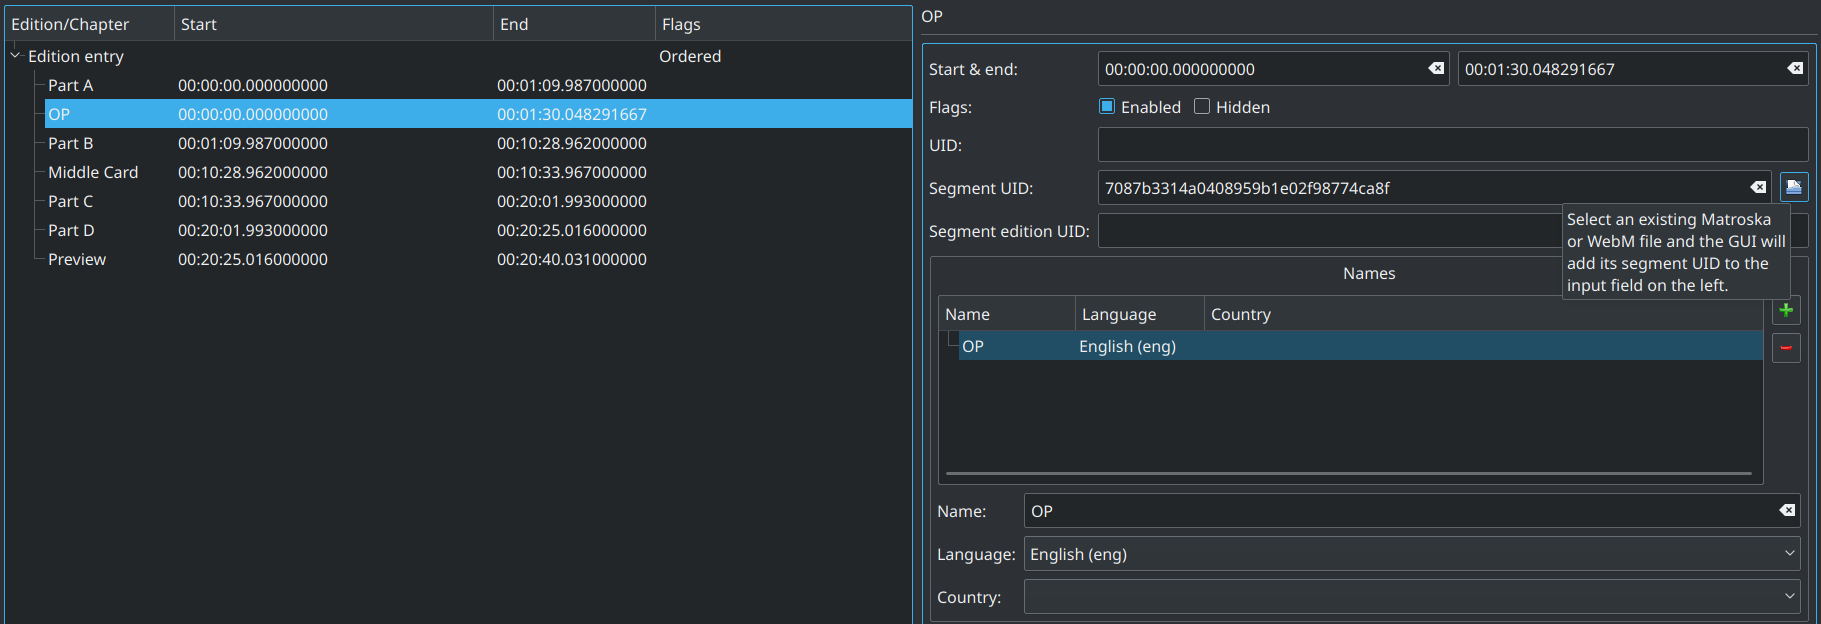 Edition/Chapter Start End Flags
Edition entry Ordered
Part A 00:00:00.000000000 00:01:09.987000000
OP 00:00:00.000000000 00:01:30.048291667
Part B 00:01:09.987000000 00:10:28.962000000
Middle Card 00:10:28.962000000 00:10:33.967000000
Part C 00:10:33.967000000 00:20:01.993000000
Part D 00:20:01.993000000 00:20:25.016000000
Preview 00:20:25.016000000 00:20:40.031000000
OP
Start & end: 00:00:00.000000000 00:01:30.048291667
Flags: Enabled Hidden
UID:
Segment UID: 7087b3314a0408959b1e02f98774ca8f
Segment edition UID:
Select an existing Matroska
or WebM file and the GUI will
add its segment UID to the
input field on the left.
Names
Name Language Country
OP English (eng)
Name: OP
Language: English (eng)
Country: